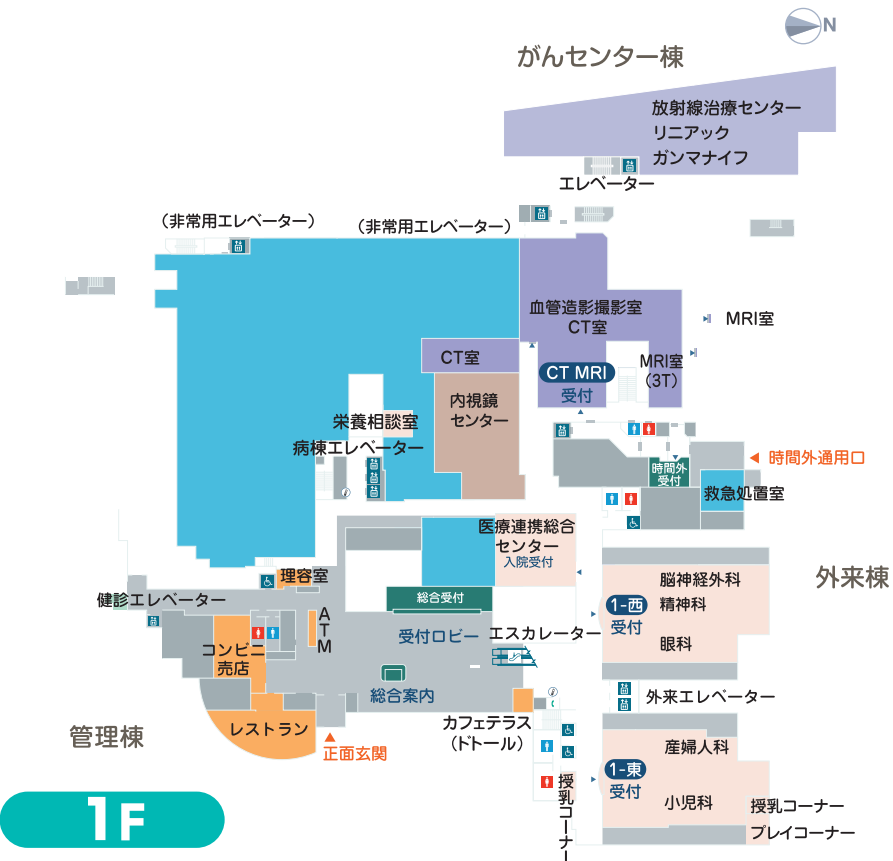 N
がんセンター棟
放射線治療センター
リニアック
ガンマナイフ
エレベーター
（非常用エレベーター）
（非常用エレベーター）
血管造影撮影室
CT室
MRI室
MRI室
（3T）
CT室
CT MRI
受付
内視鏡
センター
栄養相談室
病棟エレベーター
時間外通用口
時間外
受付
救急処置室
医療連携総合
センター
入院受付
外来棟
脳神経外科
精神科
眼科
1-西
受付
理容室
健診エレベーター
総合受付
ATM
受付ロビー
エスカレーター
コンビニ
売店
総合案内
外来エレベーター
カフェテラス
（ドトール）
レストラン
管理棟
正面玄関
産婦人科
1-東
受付
小児科
授乳コーナー
授乳コーナー
プレイコーナー
1F